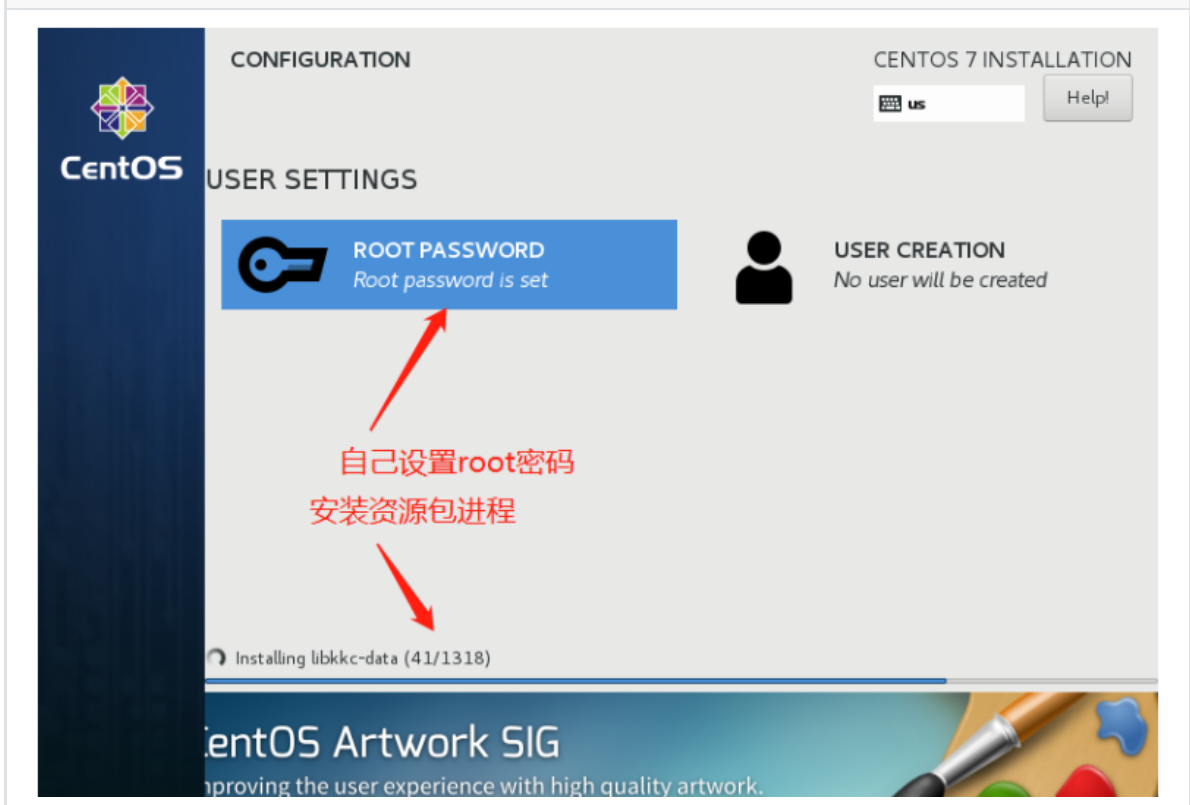 CONFIGURATION
CENTOS 7 INSTALLATION
us
Help!
CentOS
USER SETTINGS
ROOT PASSWORD
Root password is set
USER CREATION
No user will be created
自己设置root密码
安装资源包进程
Installing libkkc-data (41/1318)
entOS Artwork SIG
mproving the user experience with high quality artwork.